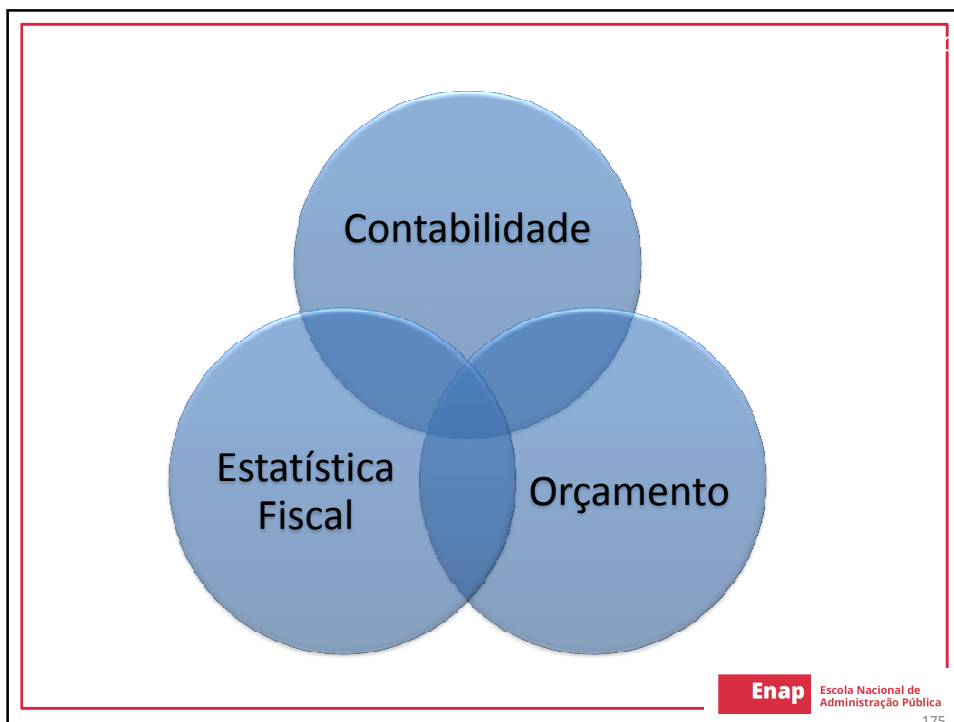 Contabilidade
Estatística
Fiscal
Orçamento
Enap
Escola Nacional de
Administração Pública
175